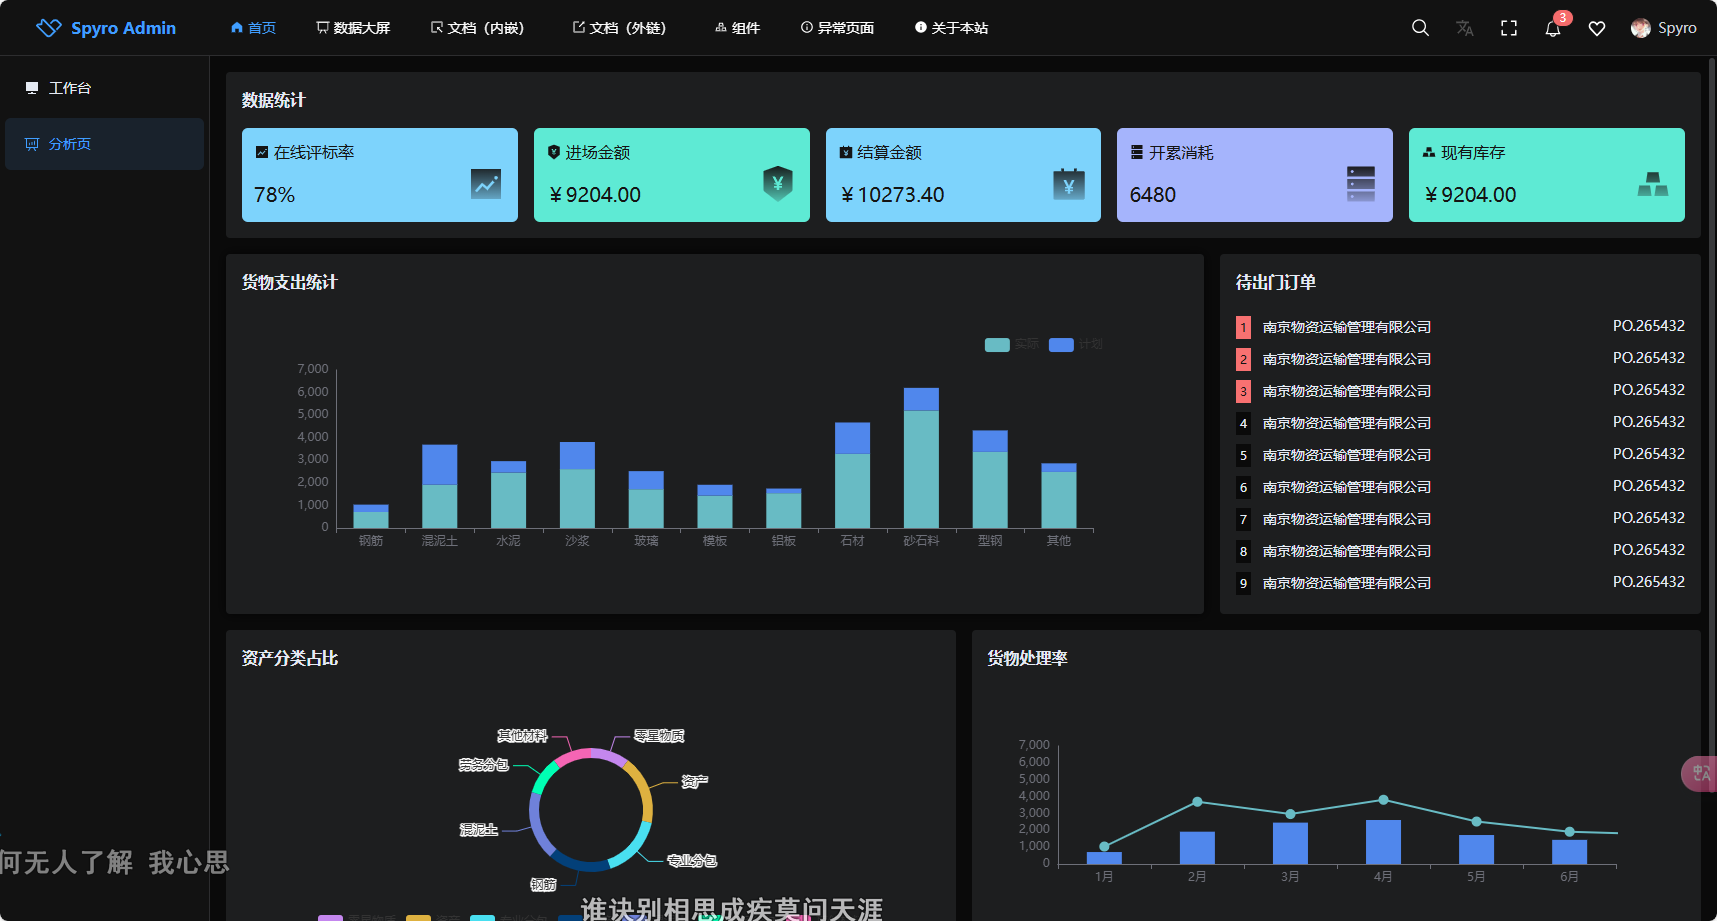 Spyro Admin 首页 数据大屏 文档（内嵌） 文档（外链） 组件 异常页面 关于本站 3 Spyro
工作台
分析页
数据统计
在线评标率
78%
进场金额
¥ 9204.00
结算金额
¥ 10273.40
开累消耗
6480
现有库存
¥ 9204.00
货物支出统计
实际 计划
7,000
6,000
5,000
4,000
3,000
2,000
1,000
0
钢筋 混泥土 水泥 沙浆 玻璃 模板 铝板 石材 砂石料 型钢 其他
待出门订单
1 南京物资运输管理有限公司 PO.265432
2 南京物资运输管理有限公司 PO.265432
3 南京物资运输管理有限公司 PO.265432
4 南京物资运输管理有限公司 PO.265432
5 南京物资运输管理有限公司 PO.265432
6 南京物资运输管理有限公司 PO.265432
7 南京物资运输管理有限公司 PO.265432
8 南京物资运输管理有限公司 PO.265432
9 南京物资运输管理有限公司 PO.265432
资产分类占比
其他材料 零星物质
劳务分包 资产
混泥土 专业分包
钢筋
货物处理率
7,000
6,000
5,000
4,000
3,000
2,000
1,000
0
1月 2月 3月 4月 5月 6月
何无人了解 我心思
谁诀别相思成疾莫问天涯